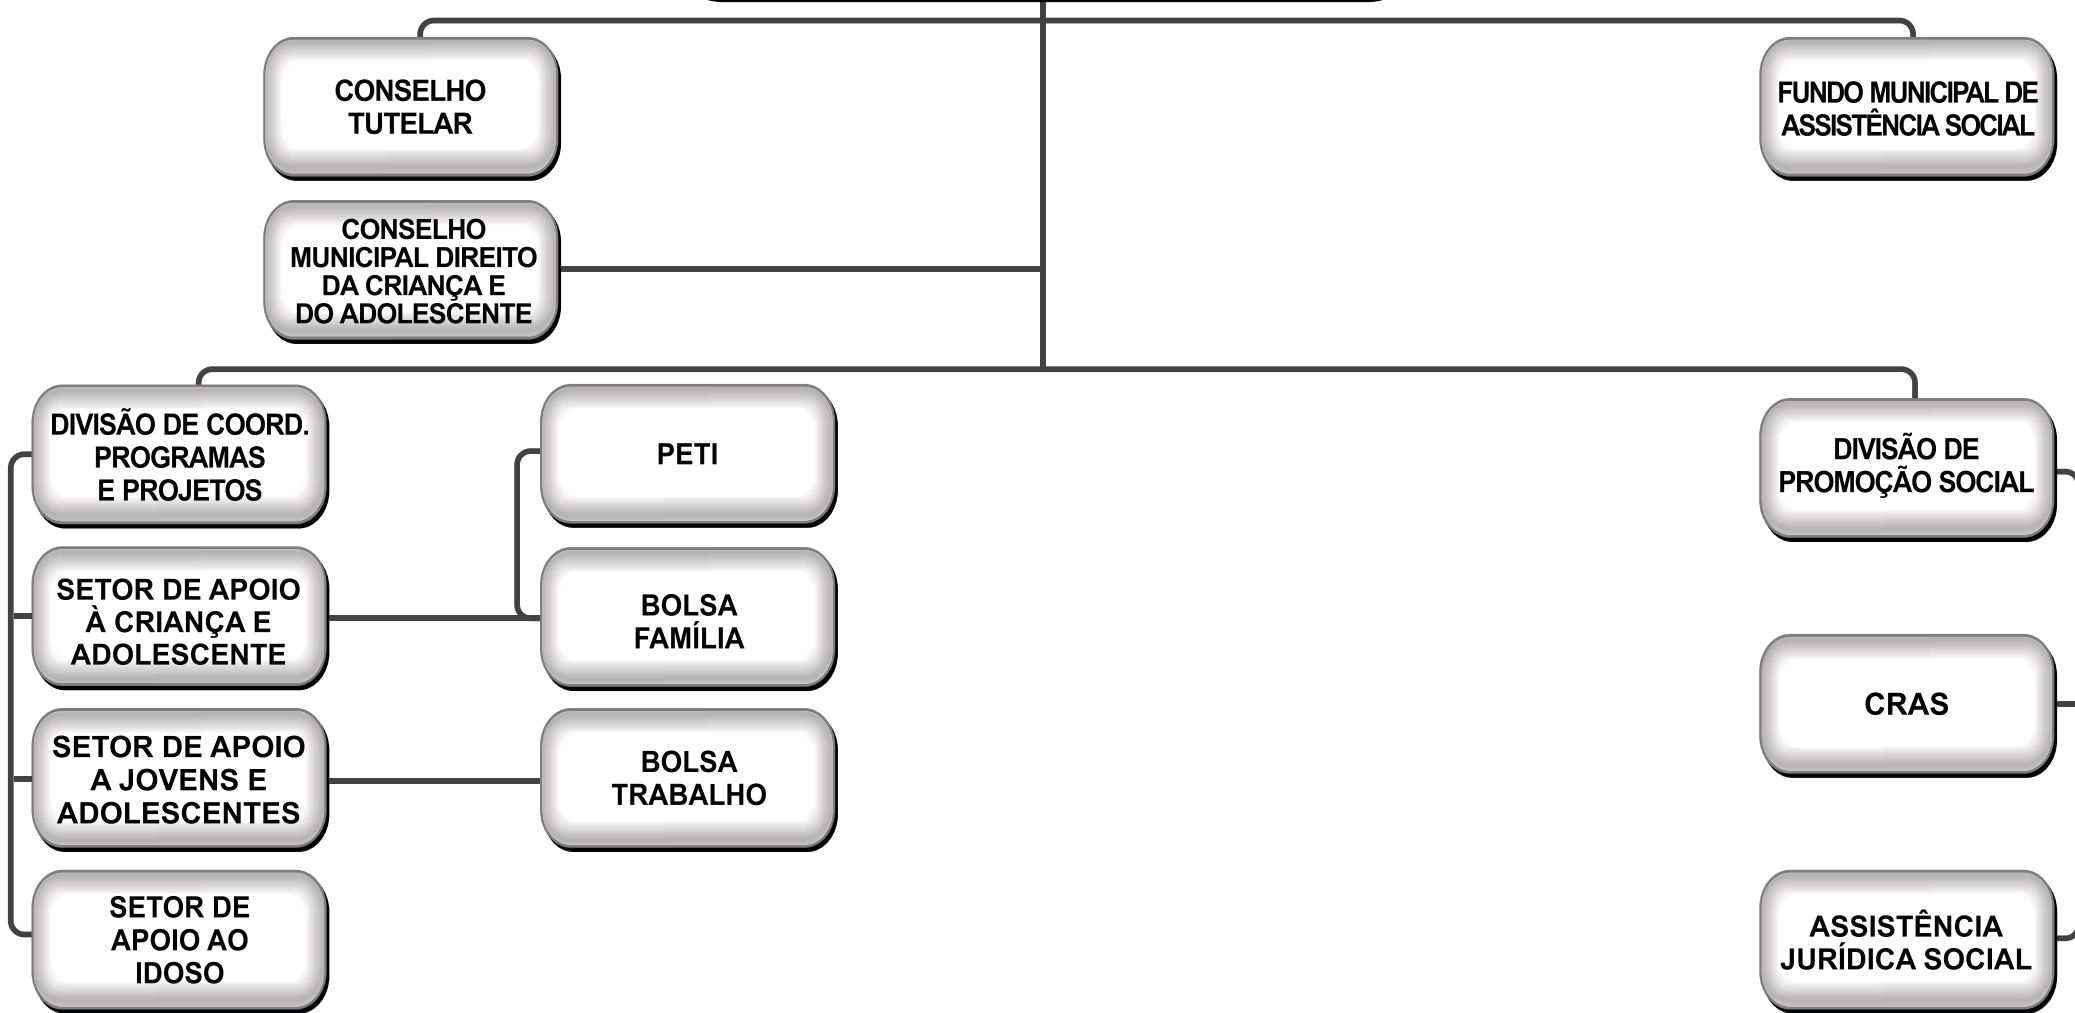 CONSELHO
TUTELAR
FUNDO MUNICIPAL DE
ASSISTÊNCIA SOCIAL
CONSELHO
MUNICIPAL DIREITO
DA CRIANÇA E
DO ADOLESCENTE
DIVISÃO DE COORD.
PROGRAMAS
E PROJETOS
PETI
DIVISÃO DE
PROMOÇÃO SOCIAL
SETOR DE APOIO
À CRIANÇA E
ADOLESCENTE
BOLSA
FAMÍLIA
CRAS
SETOR DE APOIO
A JOVENS E
ADOLESCENTES
BOLSA
TRABALHO
SETOR DE
APOIO AO
IDOSO
ASSISTÊNCIA
JURÍDICA SOCIAL